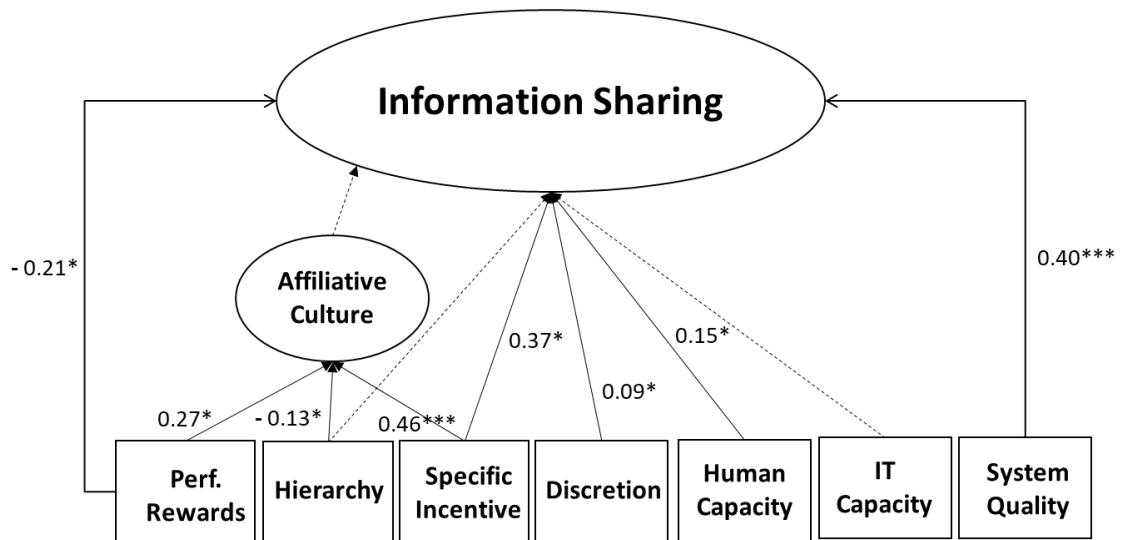 Information Sharing
- 0.21*
0.40***
Affiliative
Culture
0.37*
0.15*
0.09*
0.27*
- 0.13*
0.46***
Perf.
Rewards
Hierarchy
Specific
Incentive
Discretion
Human
Capacity
IT
Capacity
System
Quality